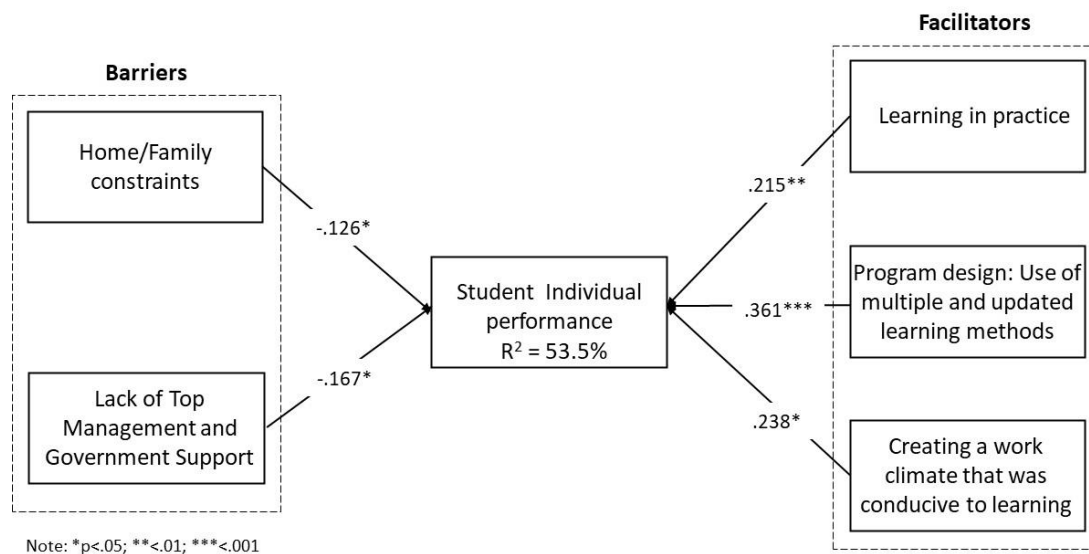 Facilitators
Barriers
Learning in practice
Home/Family
constraints
.215**
-.126*
Program design: Use of
multiple and updated
learning methods
Student Individual
performance
R² = 53.5%
.361***
-.167*
Lack of Top
Management and
Government Support
.238*
Creating a work
climate that was
conducive to learning
Note: *p<.05; **<.01; ***<.001